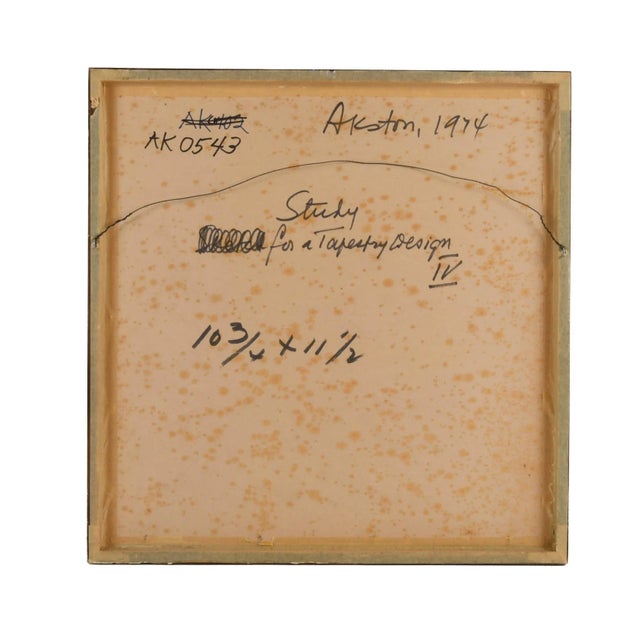 Akston, 1974
AK0543
Study
for a Tapestry Design
IV
10 3/4 x 11 1/2